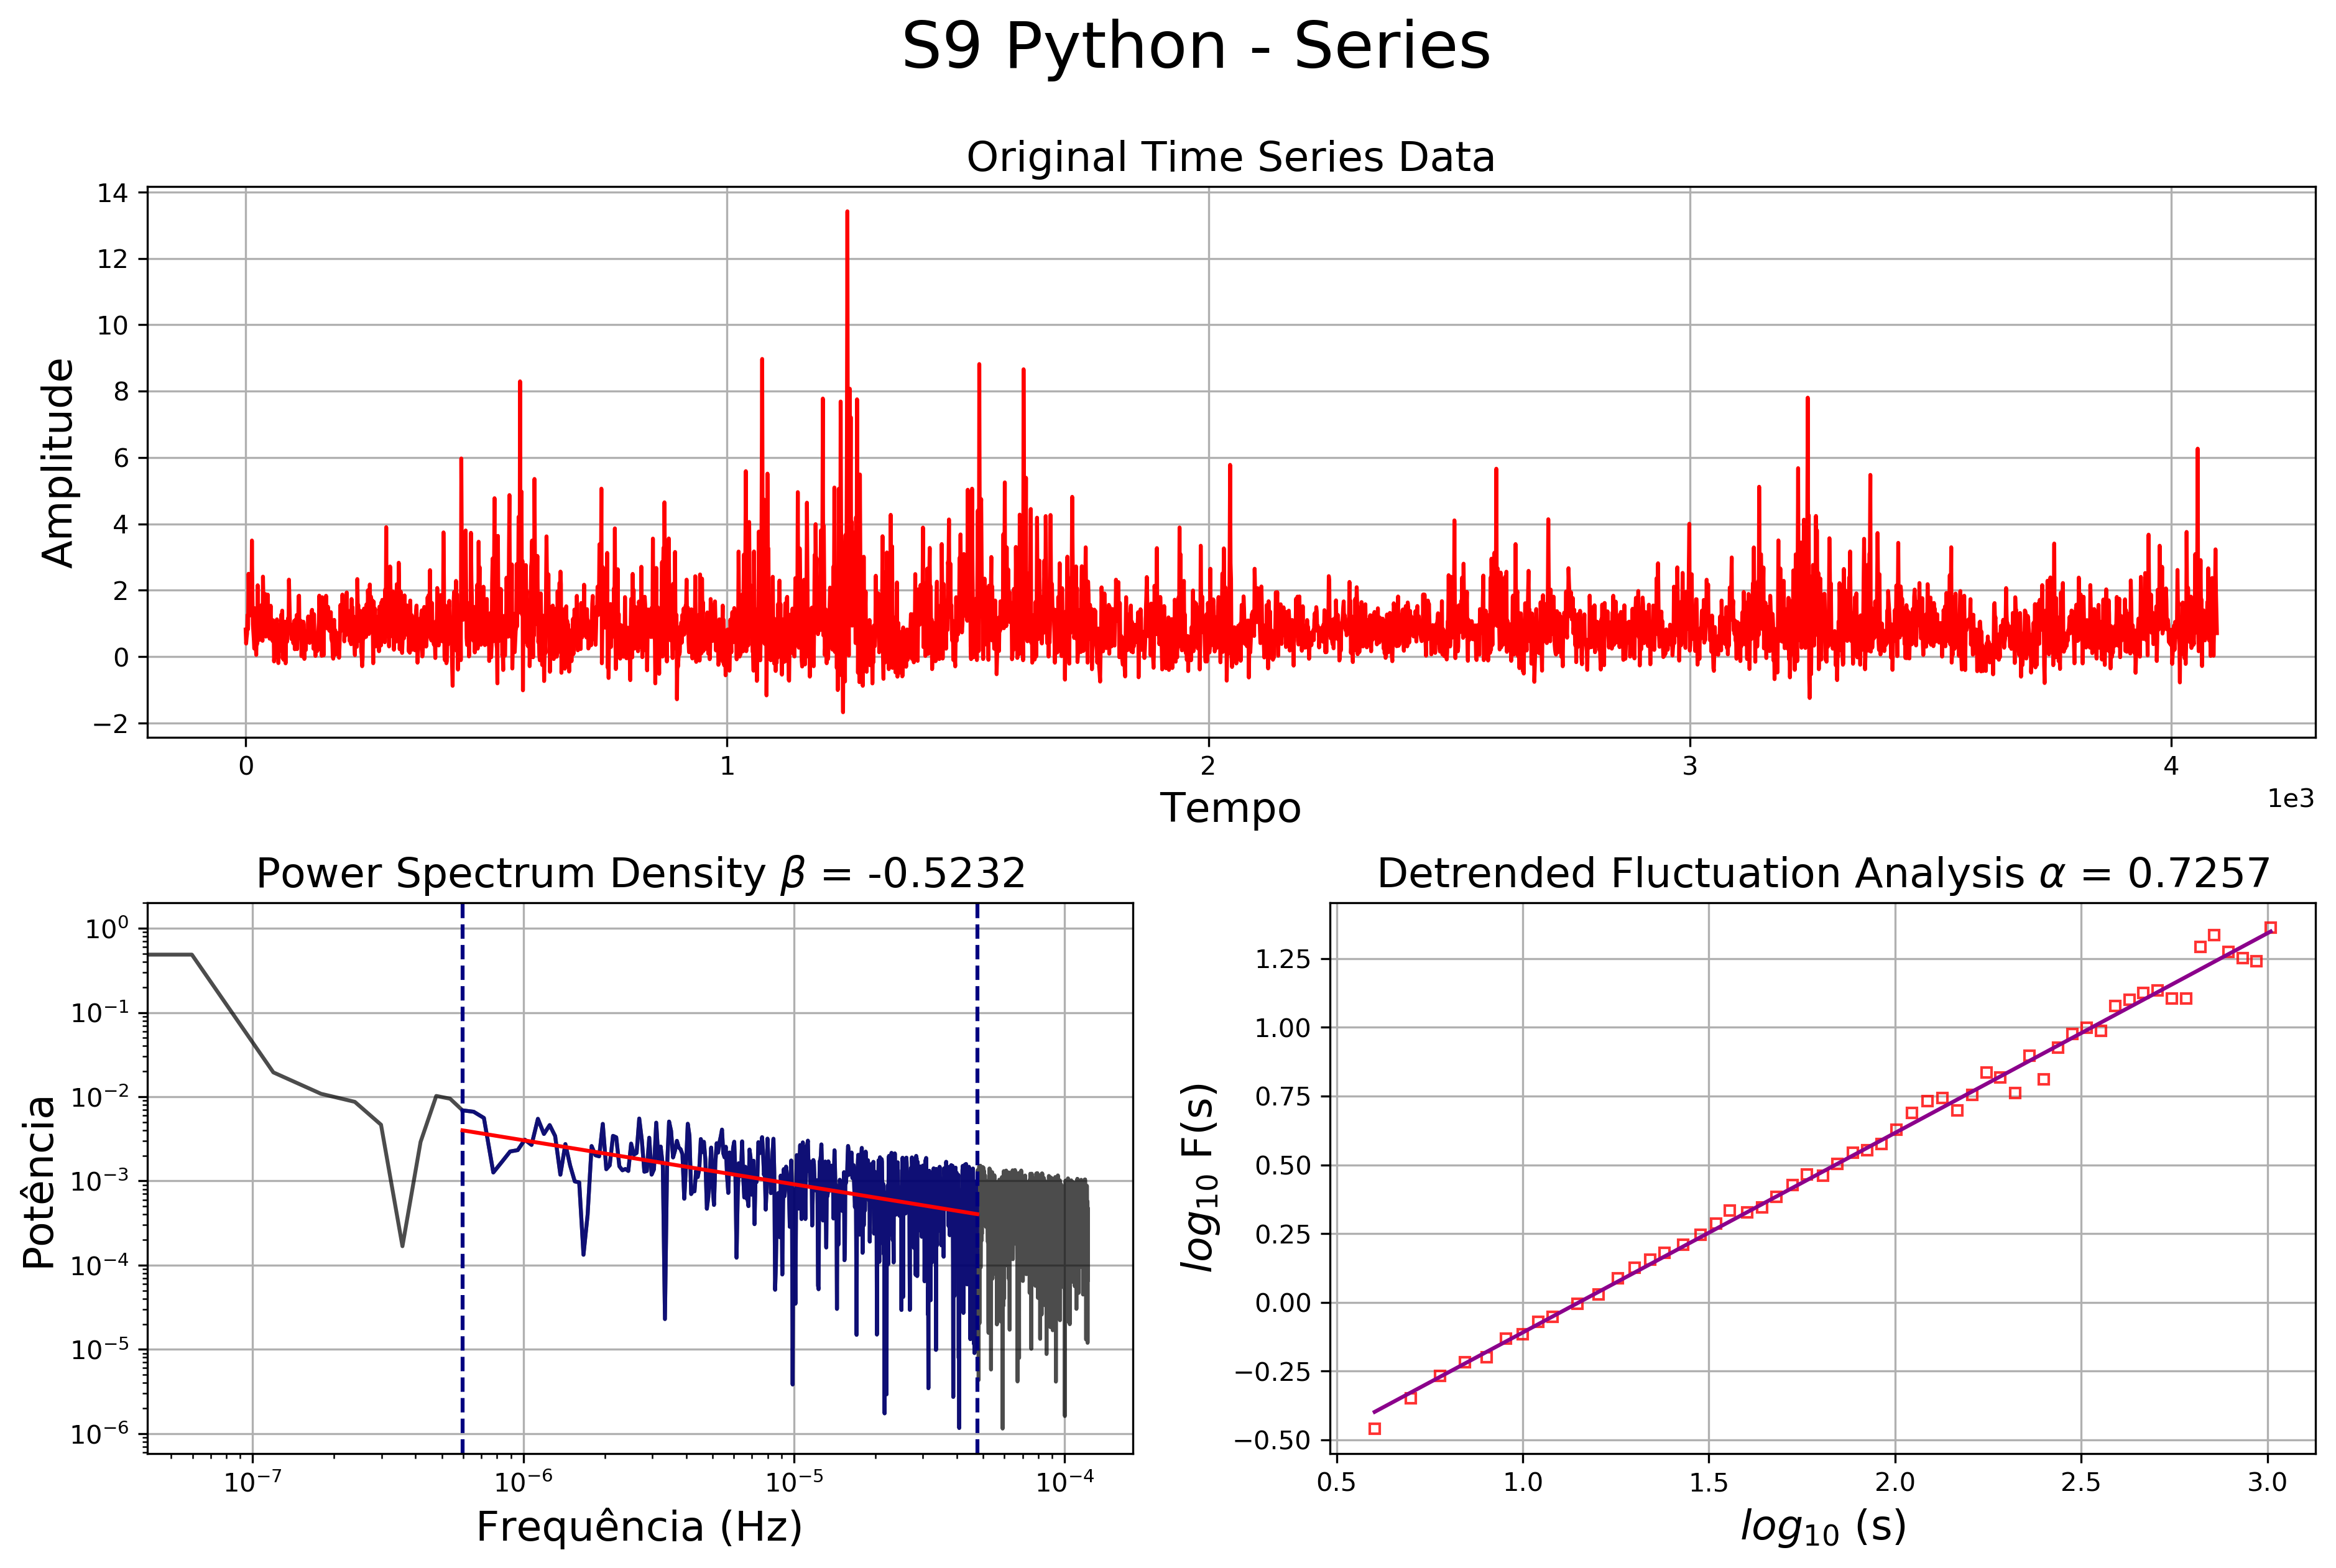 S9 Python - Series
Original Time Series Data
14
12
10
8
6
4
2
0
−2
Amplitude
0 1 2 3 4
1e3
Tempo
Power Spectrum Density β = -0.5232
10⁰
10⁻¹
10⁻²
10⁻³
10⁻⁴
10⁻⁵
10⁻⁶
Potência
10⁻⁷ 10⁻⁶ 10⁻⁵ 10⁻⁴
Frequência (Hz)
Detrended Fluctuation Analysis α = 0.7257
1.25
1.00
0.75
0.50
0.25
0.00
−0.25
−0.50
log₁₀ F(s)
0.5 1.0 1.5 2.0 2.5 3.0
log₁₀ (s)